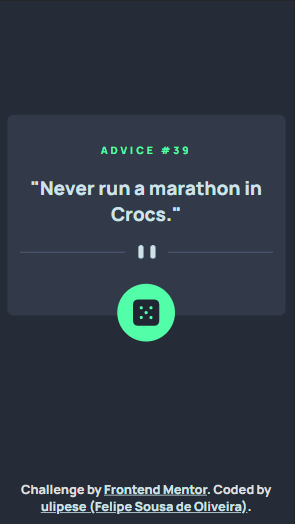 ADVICE #39
"Never run a marathon in
Crocs."
Challenge by Frontend Mentor. Coded by
ulipese (Felipe Sousa de Oliveira).